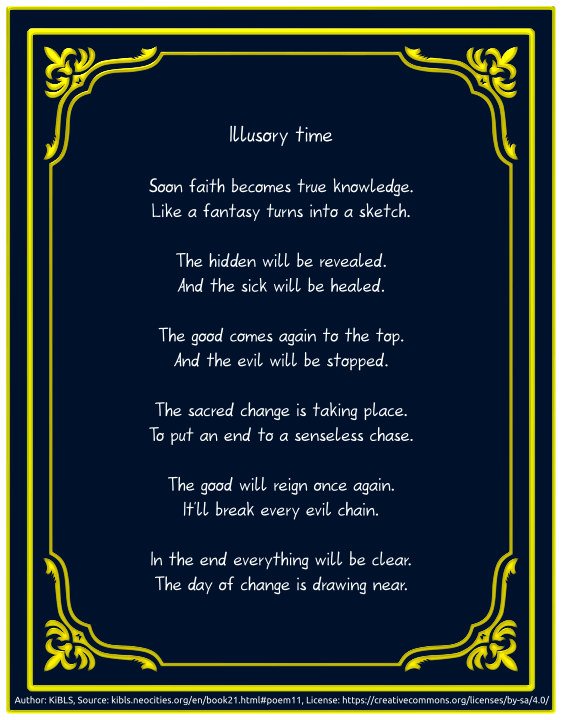 Illusory time
Soon faith becomes true knowledge.
Like a fantasy turns into a sketch.
The hidden will be revealed.
And the sick will be healed.
The good comes again to the top.
And the evil will be stopped.
The sacred change is taking place.
To put an end to a senseless chase.
The good will reign once again.
It'll break every evil chain.
In the end everything will be clear.
The day of change is drawing near.
Author: KiBLS, Source: kibls.neocities.org/en/book21.html#poem11, License: https://creativecommons.org/licenses/by-sa/4.0/